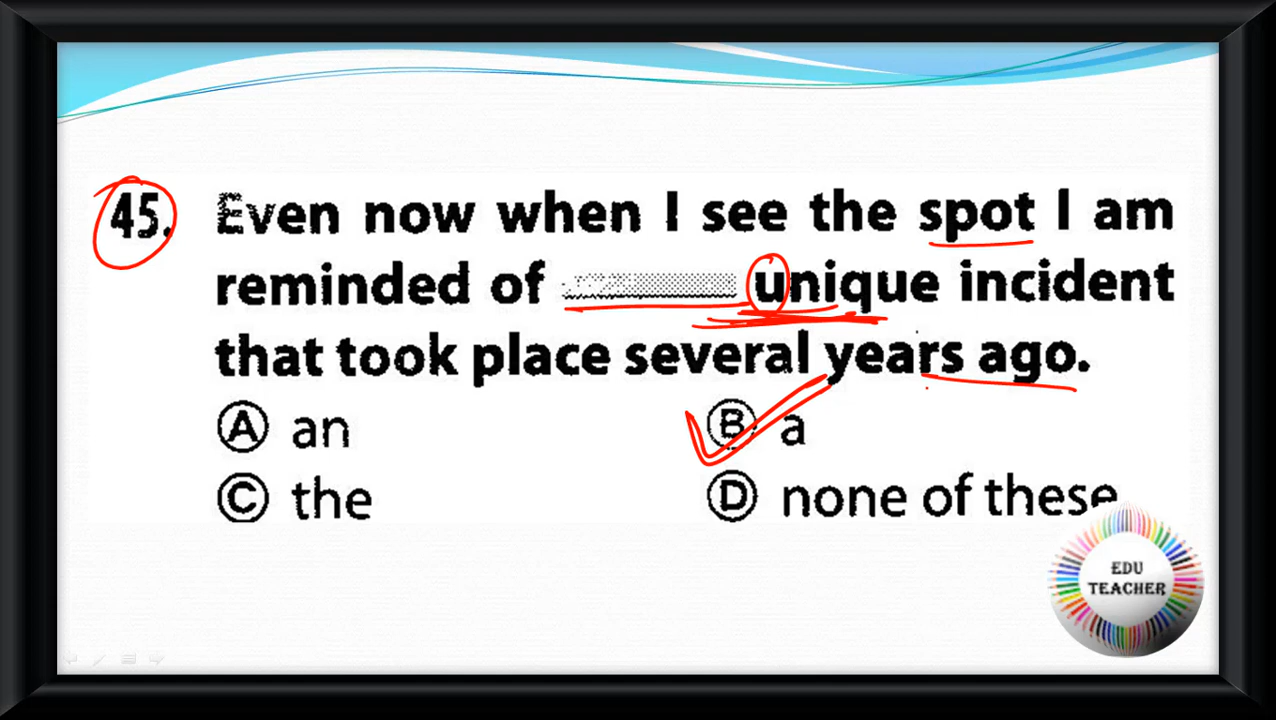 45. Even now when I see the spot I am
reminded of ______ unique incident
that took place several years ago.
A an
B a
C the
D none of these
EDU
TEACHER